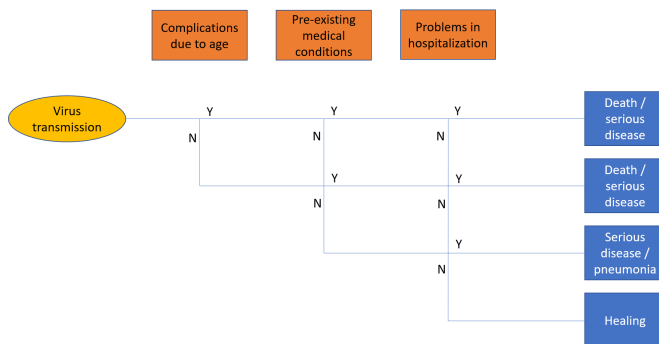 Complications
due to age
Pre-existing
medical
conditions
Problems in
hospitalization
Virus
transmission
Y
Y
Y
Death /
serious
disease
N
N
N
Y
Y
Death /
serious
disease
N
N
Y
Serious
disease /
pneumonia
N
Healing